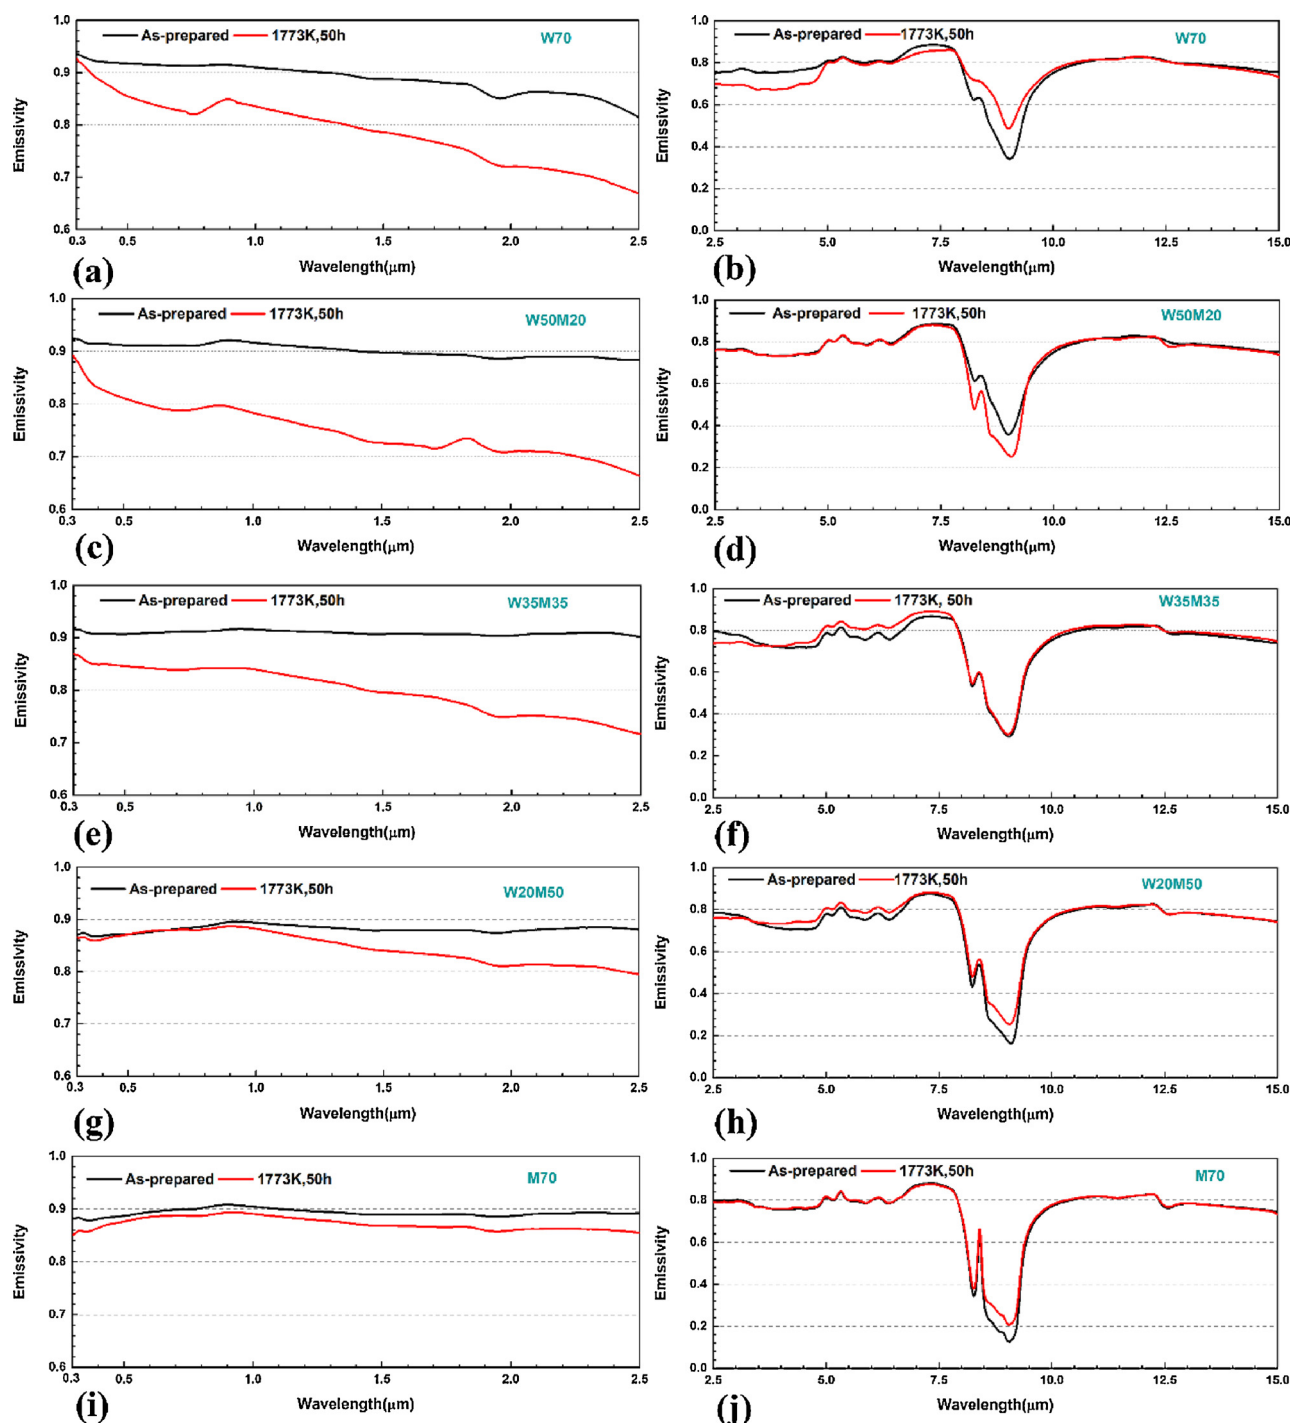 As-prepared 1773K,50h W70
1.0
0.9
0.8
0.7
0.6
Emissivity
0.3 0.5 1.0 1.5 2.0 2.5
Wavelength(μm)
(a)
As-prepared 1773K,50h W70
1.0
0.8
0.6
0.4
0.2
0.0
Emissivity
2.5 5.0 7.5 10.0 12.5 15.0
Wavelength(μm)
(b)
As-prepared 1773K,50h W50M20
1.0
0.9
0.8
0.7
0.6
Emissivity
0.3 0.5 1.0 1.5 2.0 2.5
Wavelength(μm)
(c)
As-prepared 1773K,50h W50M20
1.0
0.8
0.6
0.4
0.2
0.0
Emissivity
2.5 5.0 7.5 10.0 12.5 15.0
Wavelength(μm)
(d)
As-prepared 1773K,50h W35M35
1.0
0.9
0.8
0.7
0.6
Emissivity
0.3 0.5 1.0 1.5 2.0 2.5
Wavelength(μm)
(e)
As-prepared 1773K, 50h W35M35
1.0
0.8
0.6
0.4
0.2
0.0
Emissivity
2.5 5.0 7.5 10.0 12.5 15.0
Wavelength(μm)
(f)
As-prepared 1773K,50h W20M50
1.0
0.9
0.8
0.7
0.6
Emissivity
0.3 0.5 1.0 1.5 2.0 2.5
Wavelength(μm)
(g)
As-prepared 1773K,50h W20M50
1.0
0.8
0.6
0.4
0.2
0.0
Emissivity
2.5 5.0 7.5 10.0 12.5 15.0
Wavelength(μm)
(h)
As-prepared 1773K,50h M70
1.0
0.9
0.8
0.7
0.6
Emissivity
0.3 0.5 1.0 1.5 2.0 2.5
Wavelength(μm)
(i)
As-prepared 1773K,50h M70
1.0
0.8
0.6
0.4
0.2
0.0
Emissivity
2.5 5.0 7.5 10.0 12.5 15.0
Wavelength(μm)
(j)